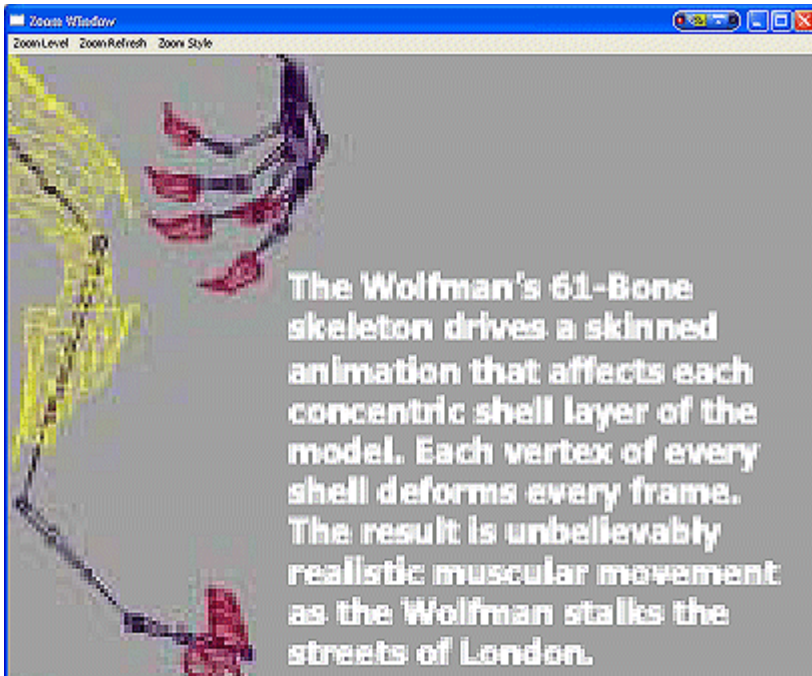 Zoom Window
Zoom Level Zoom Refresh Zoom Style
The Wolfman's 61-Bone
skeleton drives a skinned
animation that affects each
concentric shell layer of the
model. Each vertex of every
shell deforms every frame.
The result is unbelievably
realistic muscular movement
as the Wolfman stalks the
streets of London.